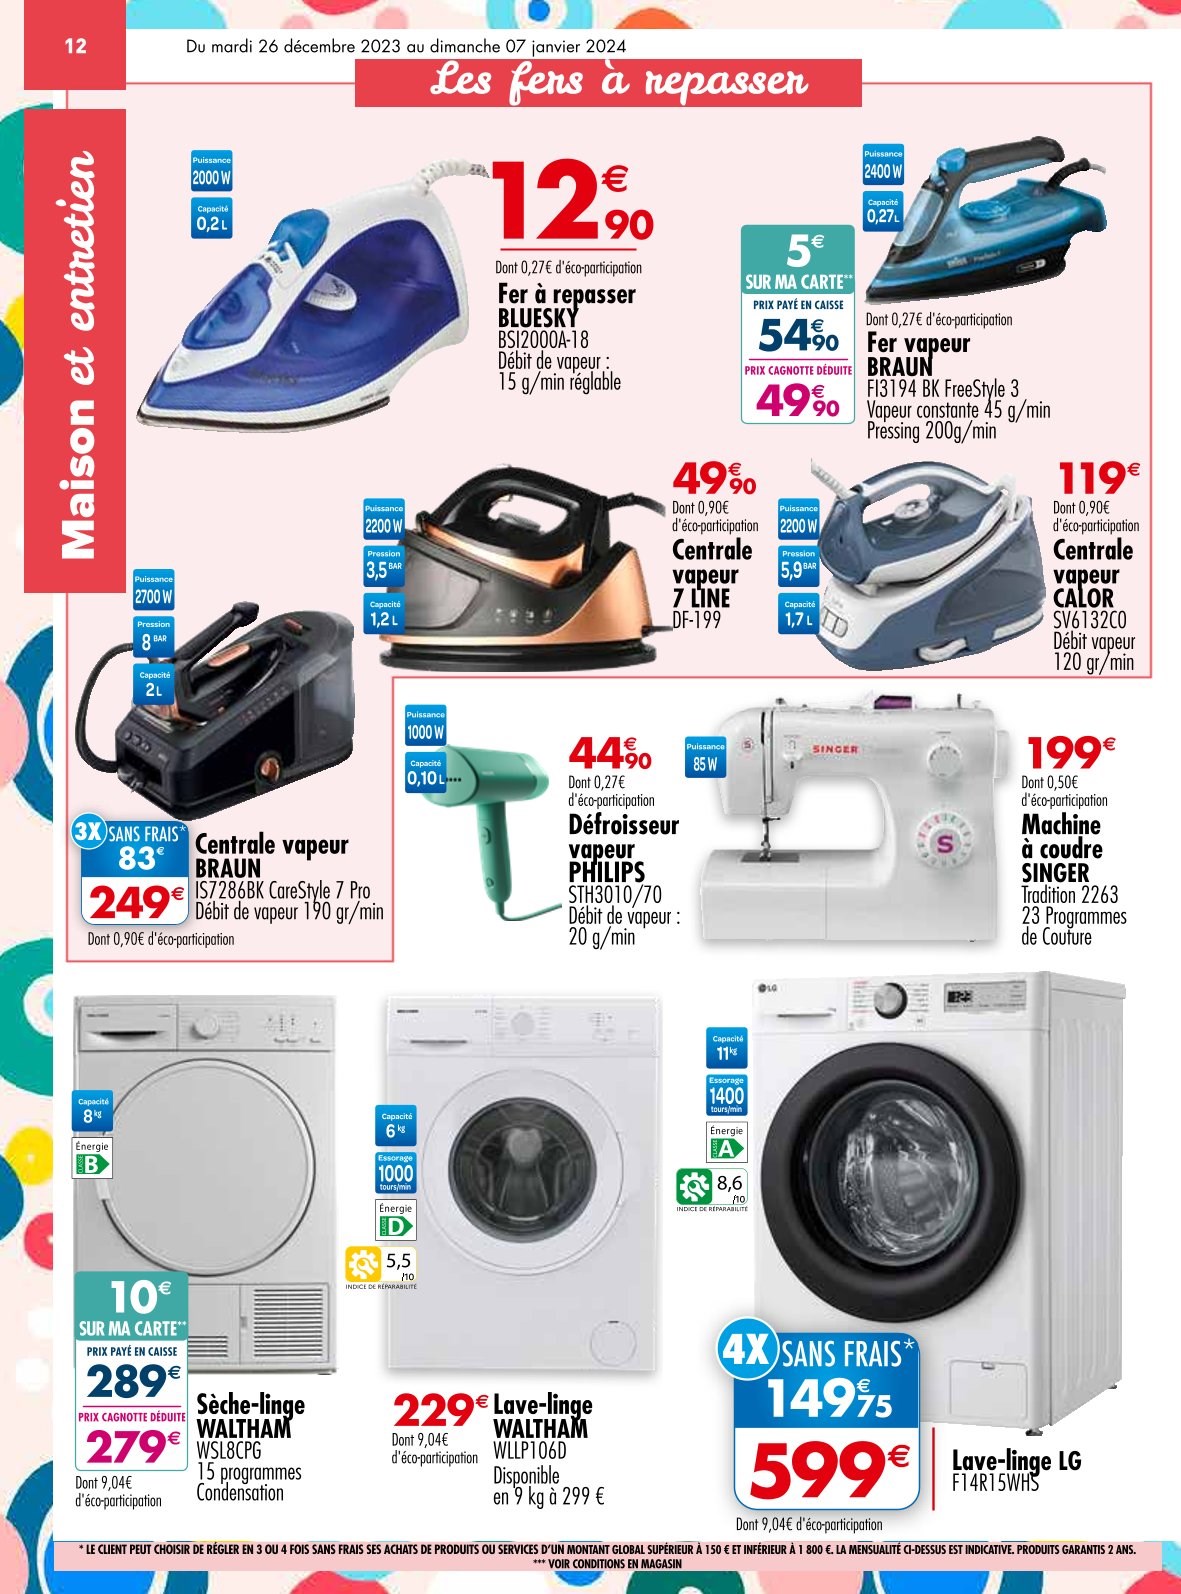 12
Du mardi 26 décembre 2023 au dimanche 07 janvier 2024
Les fers à repasser
Maison et entretien
Puissance
2000 W
Capacité
0,2 L
12€90
Dont 0,27€ d'éco-participation
Fer à repasser
BLUESKY
BSI2000A-18
Débit de vapeur :
15 g/min réglable
Puissance
2400 W
Capacité
0,27L
5€
SUR MA CARTE**
PRIX PAYÉ EN CAISSE
54€90
PRIX CAGNOTTE DÉDUITE
49€90
Dont 0,27€ d'éco-participation
Fer vapeur
BRAUN
FI3194 BK FreeStyle 3
Vapeur constante 45 g/min
Pressing 200g/min
Puissance
2200 W
Pression
3,5 BAR
Capacité
1,2 L
49€90
Dont 0,90€
d'éco-participation
Centrale
vapeur
7 LINE
DF-199
Puissance
2200 W
Pression
5,9 BAR
Capacité
1,7 L
119€
Dont 0,90€
d'éco-participation
Centrale
vapeur
CALOR
SV6132C0
Débit vapeur
120 gr/min
Puissance
2700 W
Pression
8 BAR
Capacité
2 L
3X SANS FRAIS*
83€
249€
Dont 0,90€ d'éco-participation
Centrale vapeur
BRAUN
IS7286BK CareStyle 7 Pro
Débit de vapeur 190 gr/min
Puissance
1000 W
Capacité
0,10 L
44€90
Dont 0,27€
d'éco-participation
Défroisseur
vapeur
PHILIPS
STH3010/70
Débit de vapeur :
20 g/min
Puissance
85 W
S
SINGER
S
199€
Dont 0,50€
d'éco-participation
Machine
à coudre
SINGER
Tradition 2263
23 Programmes
de Couture
Capacité
8 kg
Énergie
CLASSE
B
10€
SUR MA CARTE**
PRIX PAYÉ EN CAISSE
289€
PRIX CAGNOTTE DÉDUITE
279€
Dont 9,04€
d'éco-participation
Sèche-linge
WALTHAM
WSL8CPG
15 programmes
Condensation
Capacité
6 kg
Essorage
1000
tours/min
Énergie
CLASSE
D
5,5
/10
INDICE DE RÉPARABILITÉ
229€
Dont 9,04€
d'éco-participation
Lave-linge
WALTHAM
WLLP106D
Disponible
en 9 kg à 299 €
LG
Capacité
11 kg
Essorage
1400
tours/min
Énergie
CLASSE
A
8,6
/10
INDICE DE RÉPARABILITÉ
4X SANS FRAIS*
149€75
599€
Dont 9,04€ d'éco-participation
Lave-linge LG
F14R15WHS
* LE CLIENT PEUT CHOISIR DE RÉGLER EN 3 OU 4 FOIS SANS FRAIS SES ACHATS DE PRODUITS OU SERVICES D'UN MONTANT GLOBAL SUPÉRIEUR À 150 € ET INFÉRIEUR À 1 800 €. LA MENSUALITÉ CI-DESSUS EST INDICATIVE. PRODUITS GARANTIS 2 ANS.
*** VOIR CONDITIONS EN MAGASIN